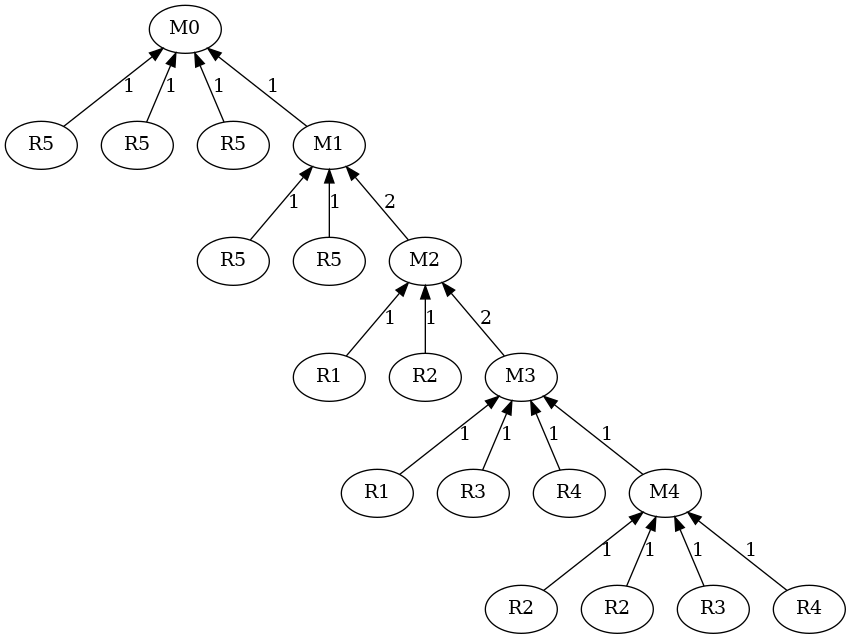 M0
1 1 1 1
R5 R5 R5 M1
1 1 2
R5 R5 M2
1 1 2
R1 R2 M3
1 1 1 1
R1 R3 R4 M4
1 1 1 1
R2 R2 R3 R4